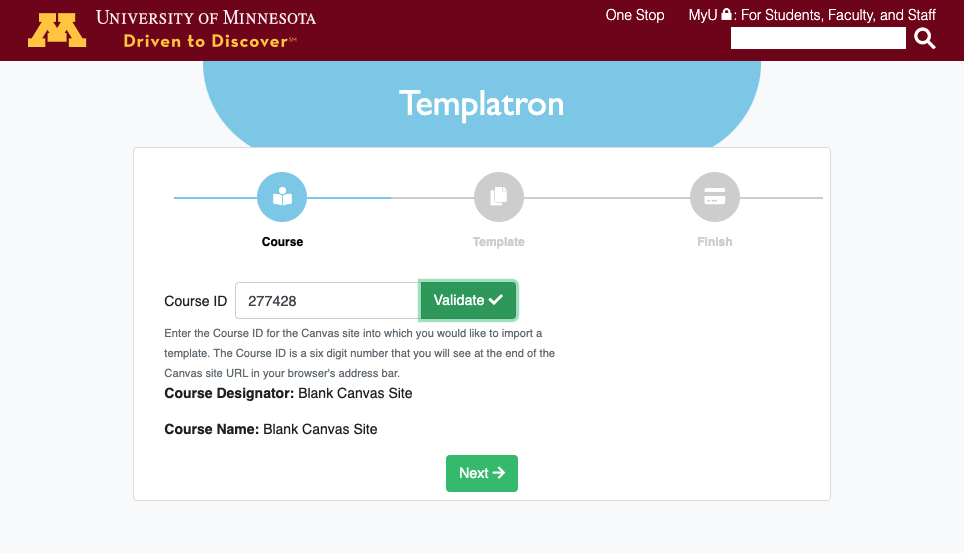 UNIVERSITY OF MINNESOTA
Driven to Discover℠
One Stop
MyU : For Students, Faculty, and Staff
Templatron
Course
Template
Finish
Course ID
277428
Validate
Enter the Course ID for the Canvas site into which you would like to import a
template. The Course ID is a six digit number that you will see at the end of the
Canvas site URL in your browser's address bar.
Course Designator: Blank Canvas Site
Course Name: Blank Canvas Site
Next